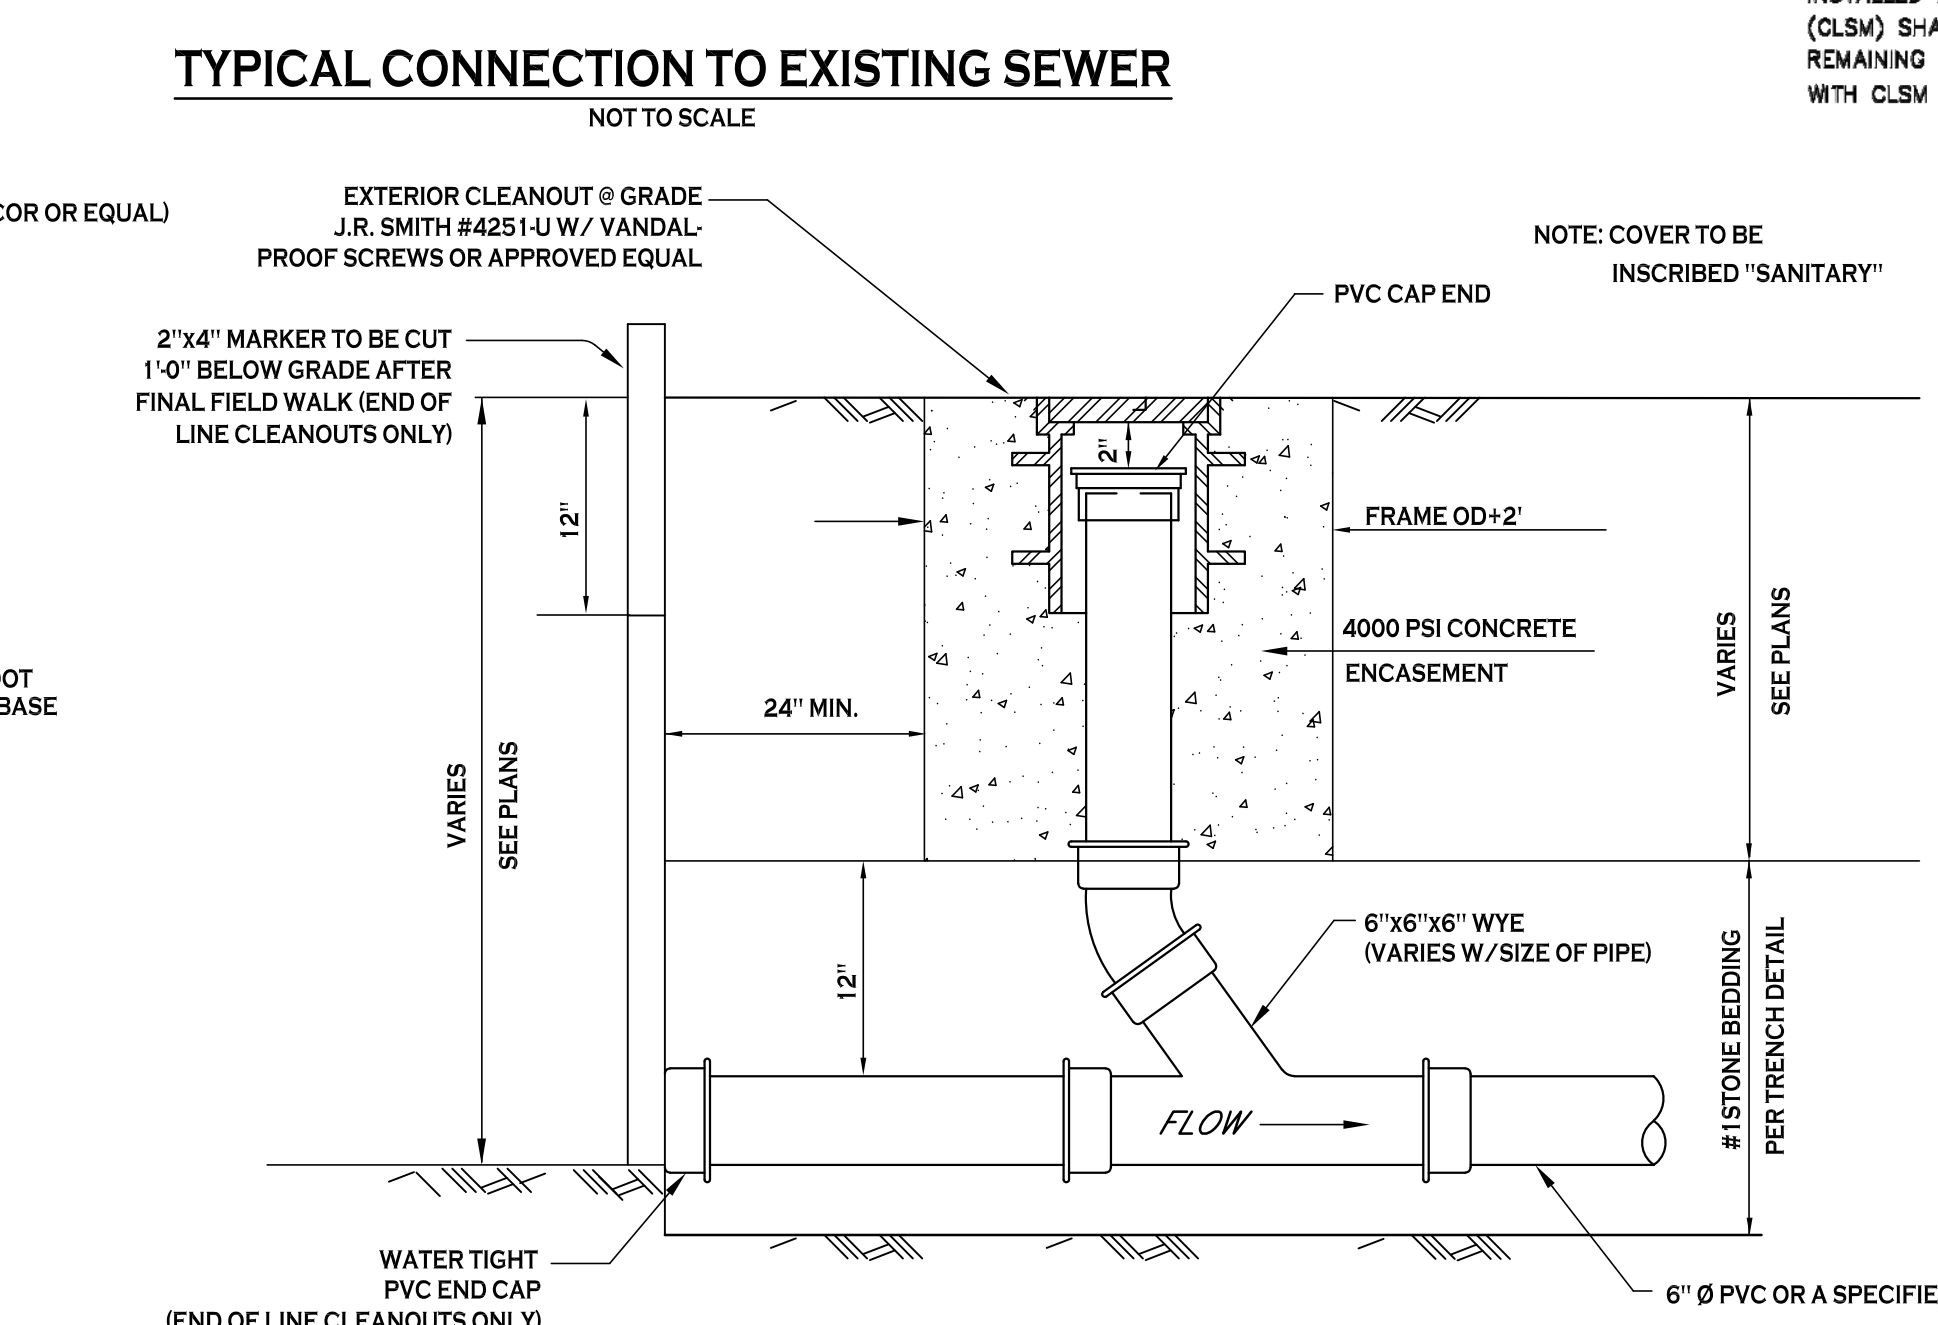 (CLSM)
REMAINING
WITH CLSM
TYPICAL CONNECTION TO EXISTING SEWER
NOT TO SCALE
OR EQUAL)
EXTERIOR CLEANOUT @ GRADE
J.R. SMITH #4251-U W/ VANDAL-
PROOF SCREWS OR APPROVED EQUAL
NOTE: COVER TO BE
INSCRIBED "SANITARY"
PVC CAP END
2"x4" MARKER TO BE CUT
1'-0" BELOW GRADE AFTER
FINAL FIELD WALK (END OF
LINE CLEANOUTS ONLY)
2"
12"
FRAME OD+2'
4000 PSI CONCRETE
ENCASEMENT
VARIES
SEE PLANS
BASE
24" MIN.
VARIES
SEE PLANS
12"
6"x6"x6" WYE
(VARIES W/SIZE OF PIPE)
#1 STONE BEDDING
PER TRENCH DETAIL
FLOW
WATER TIGHT
PVC END CAP
(END OF LINE CLEANOUTS ONLY)
6" Ø PVC OR A